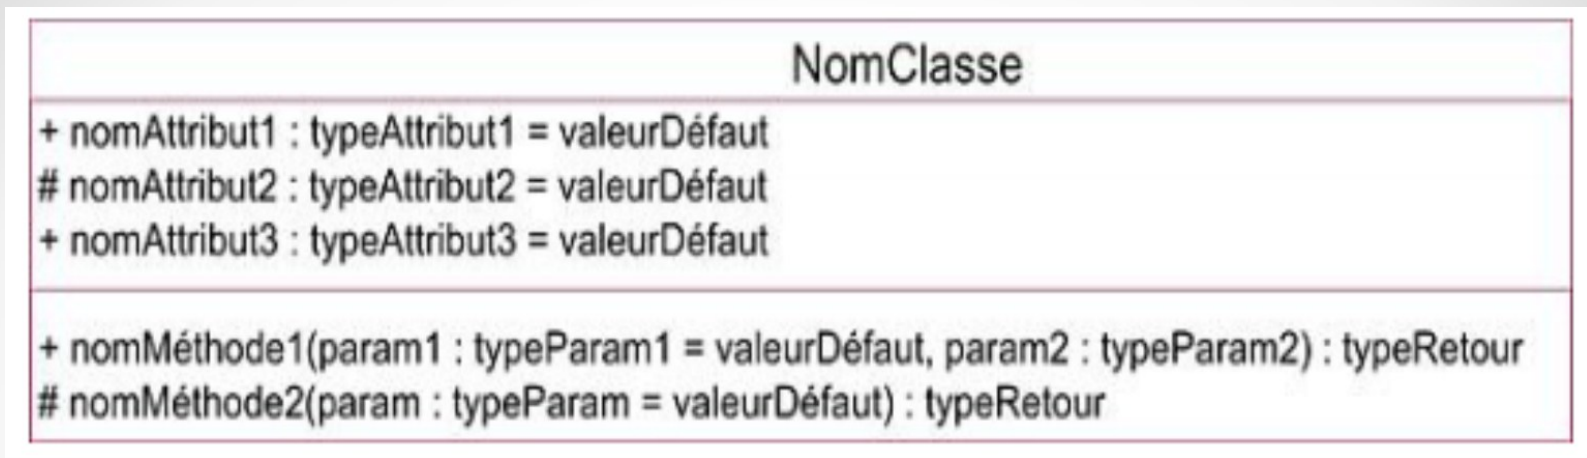 NomClasse
+ nomAttribut1 : typeAttribut1 = valeurDéfaut
# nomAttribut2 : typeAttribut2 = valeurDéfaut
+ nomAttribut3 : typeAttribut3 = valeurDéfaut
+ nomMéthode1(param1 : typeParam1 = valeurDéfaut, param2 : typeParam2) : typeRetour
# nomMéthode2(param : typeParam = valeurDéfaut) : typeRetour